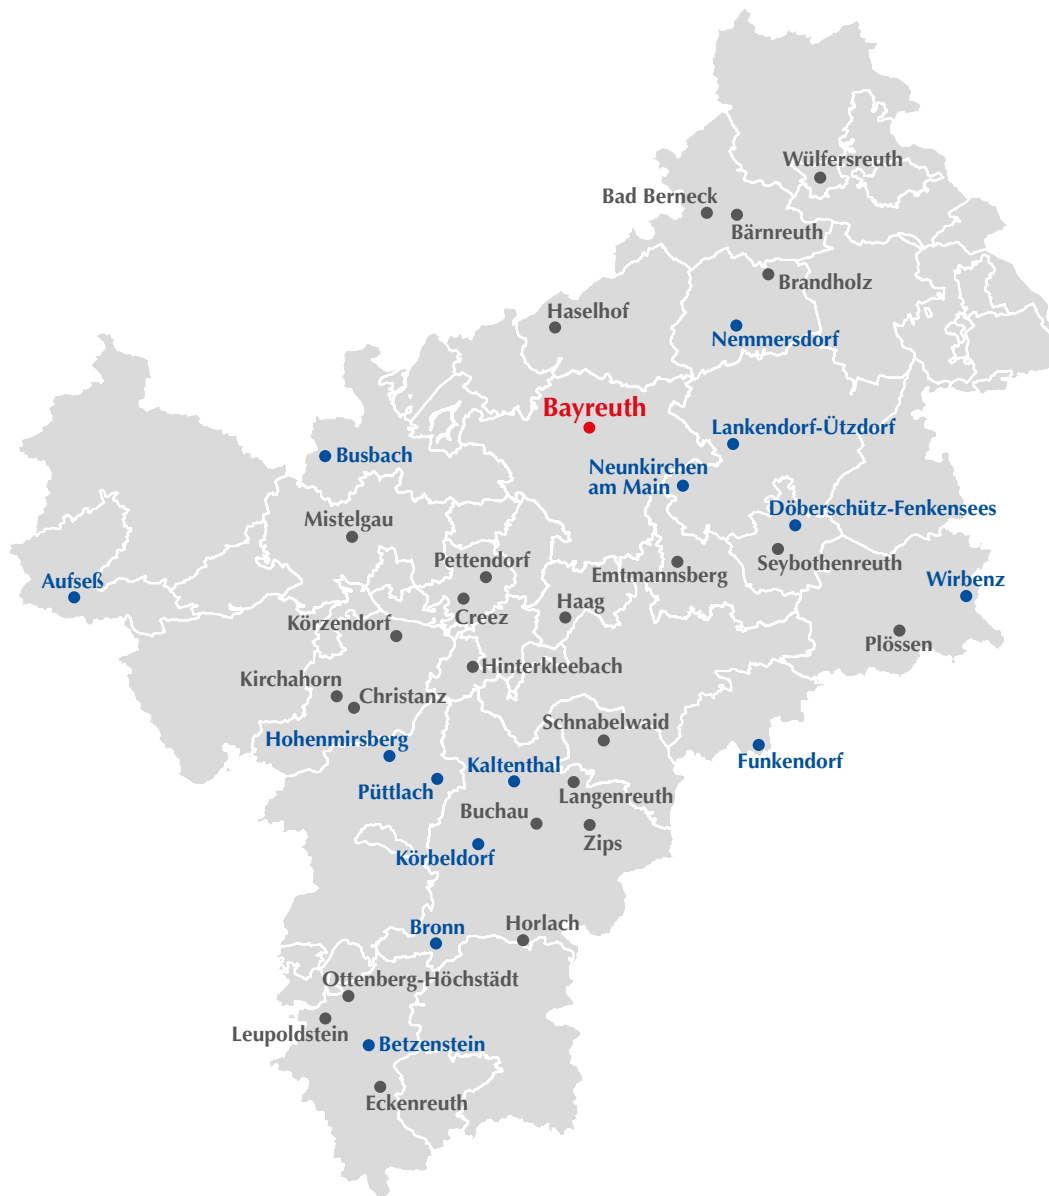 Wülfersreuth
Bad Berneck
Bärnreuth
Brandholz
Haselhof
Nemmersdorf
Bayreuth
Lankendorf-Ützdorf
Busbach
Neunkirchen
am Main
Döberschütz-Fenkensees
Mistelgau
Pettendorf
Seybothenreuth
Emtmannsberg
Aufseß
Wirbenz
Haag
Creez
Körzendorf
Plössen
Hinterkleebach
Kirchahorn
Christanz
Schnabelwaid
Hohenmirsberg
Funkendorf
Kaltenthal
Püttlach
Langenreuth
Buchau
Zips
Körbeldorf
Horlach
Bronn
Ottenberg-Höchstädt
Leupoldstein
Betzenstein
Eckenreuth